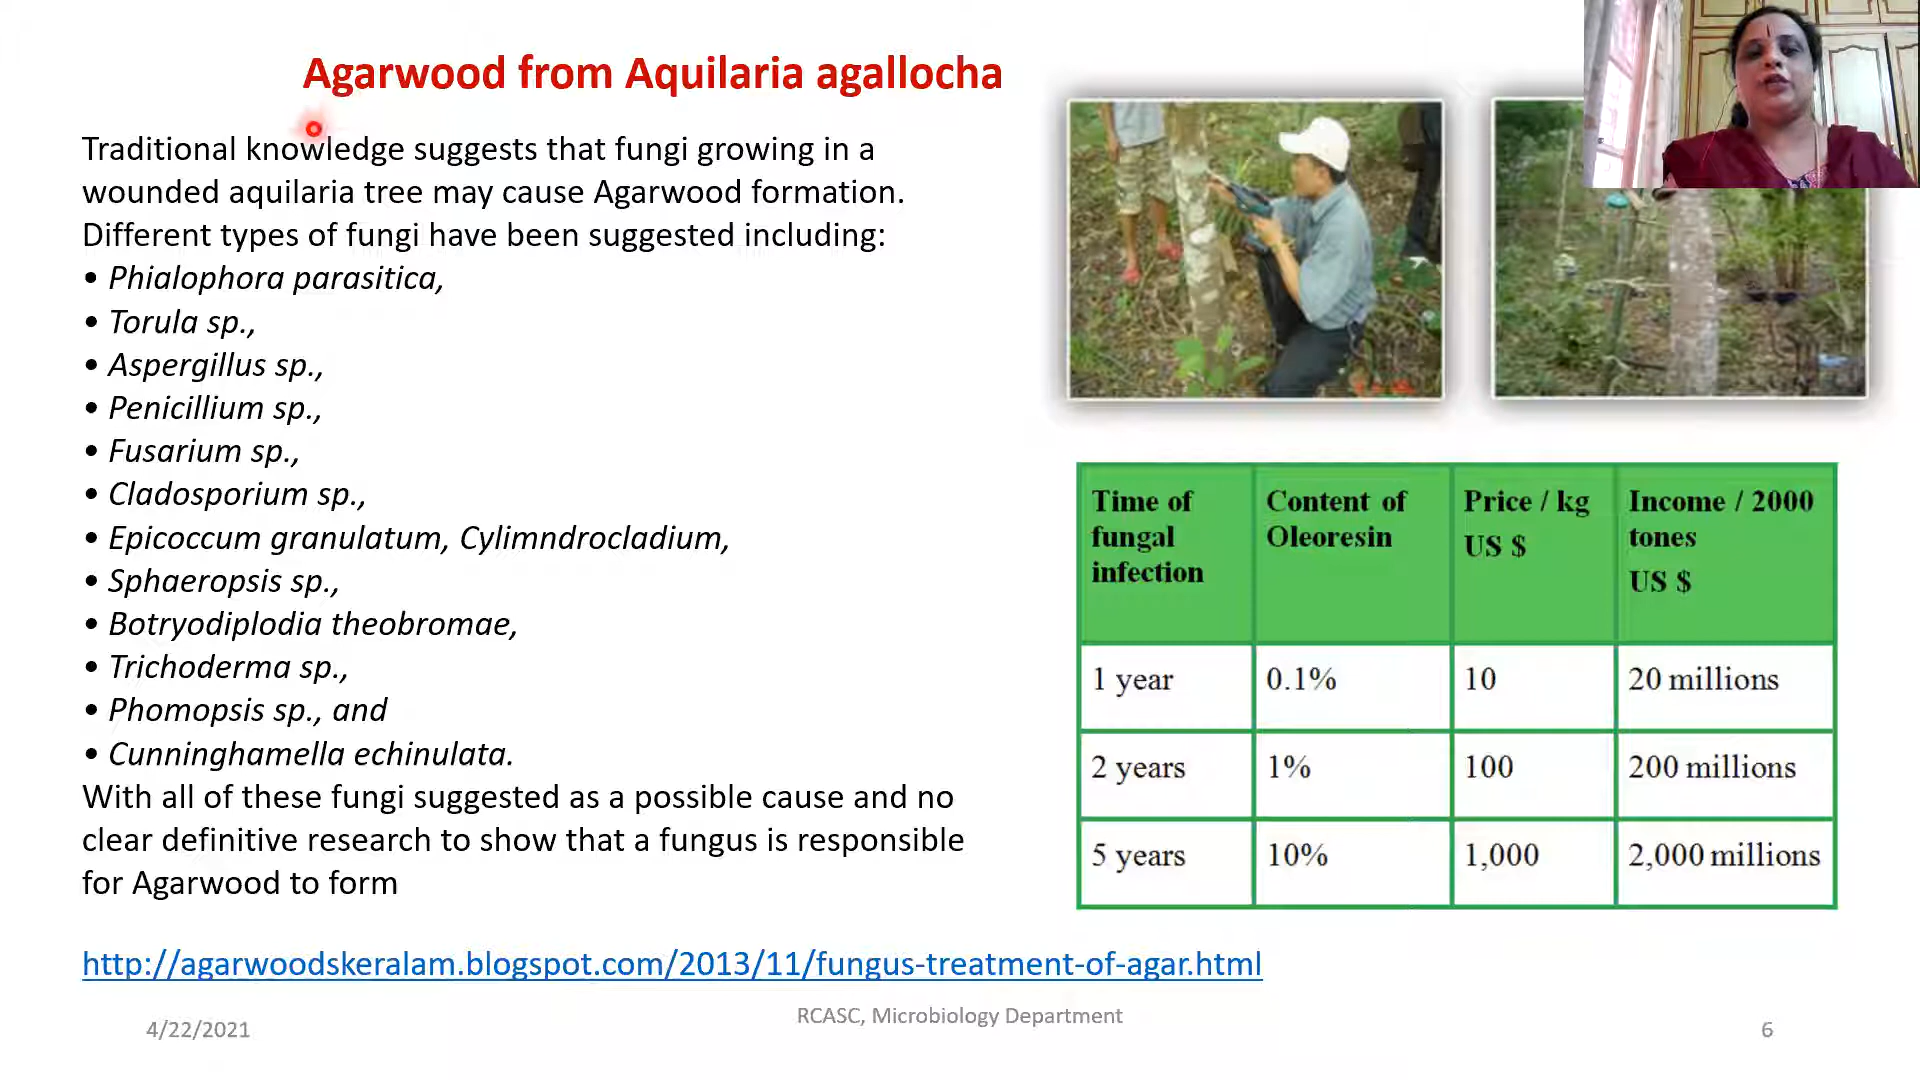 Agarwood from Aquilaria agallocha
Traditional knowledge suggests that fungi growing in a
wounded aquilaria tree may cause Agarwood formation.
Different types of fungi have been suggested including:
• Phialophora parasitica,
• Torula sp.,
• Aspergillus sp.,
• Penicillium sp.,
• Fusarium sp.,
• Cladosporium sp.,
• Epicoccum granulatum, Cylimndrocladium,
• Sphaeropsis sp.,
• Botryodiplodia theobromae,
• Trichoderma sp.,
• Phomopsis sp., and
• Cunninghamella echinulata.
With all of these fungi suggested as a possible cause and no
clear definitive research to show that a fungus is responsible
for Agarwood to form
Time of fungal infection Content of Oleoresin Price / kg US $ Income / 2000 tones US $
1 year 0.1% 10 20 millions
2 years 1% 100 200 millions
5 years 10% 1,000 2,000 millions
http://agarwoodskeralam.blogspot.com/2013/11/fungus-treatment-of-agar.html
4/22/2021 RCASC, Microbiology Department 6